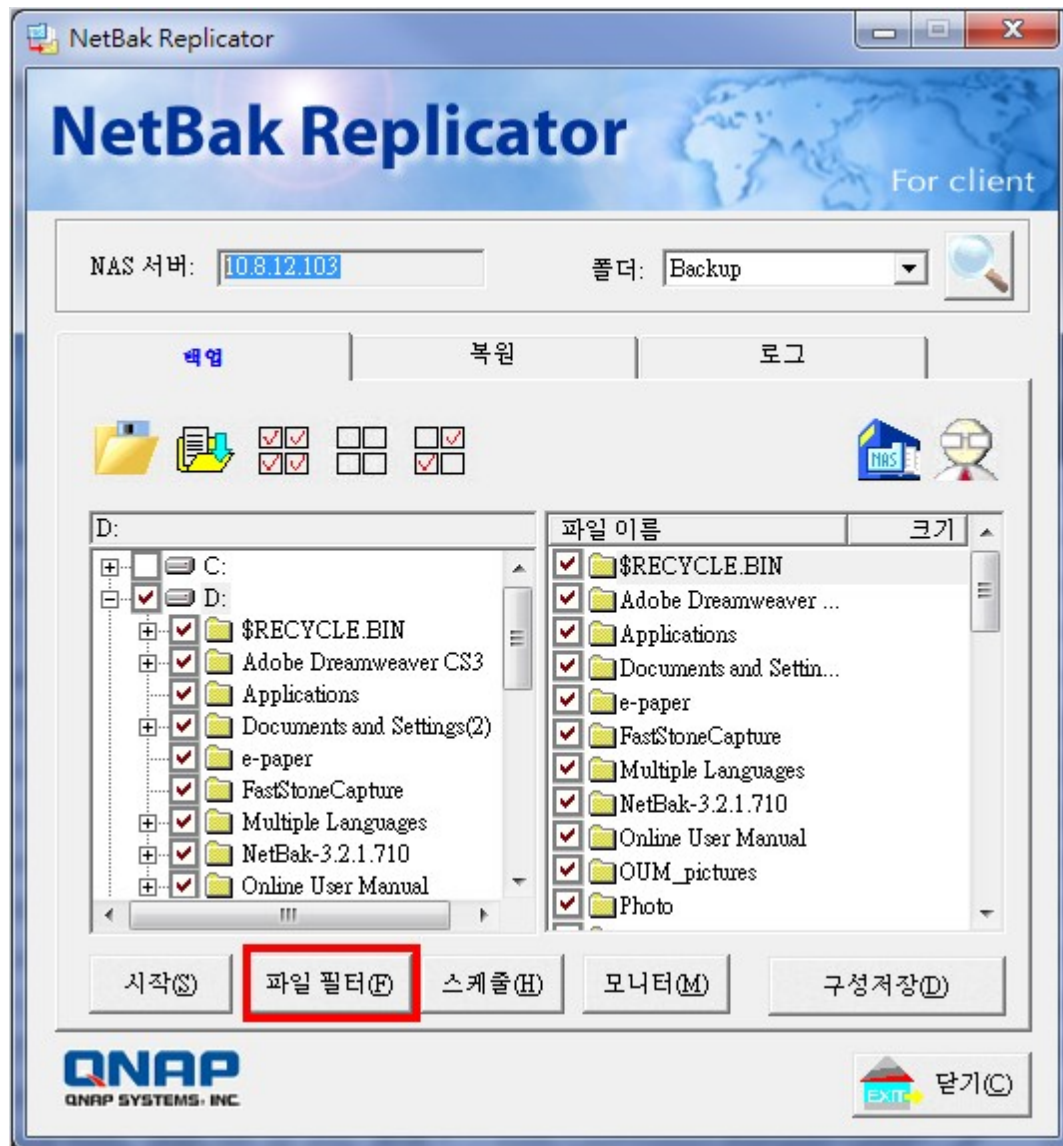 NetBak Replicator
NetBak Replicator
For client
NAS 서버: 10.8.12.103 폴더: Backup
백업 복원 로그
NAS
D:
C:
D:
$RECYCLE.BIN
Adobe Dreamweaver CS3
Applications
Documents and Settings(2)
e-paper
FastStoneCapture
Multiple Languages
NetBak-3.2.1.710
Online User Manual
파일 이름 크기
$RECYCLE.BIN
Adobe Dreamweaver ...
Applications
Documents and Settin...
e-paper
FastStoneCapture
Multiple Languages
NetBak-3.2.1.710
Online User Manual
OUM_pictures
Photo
시작(S) 파일 필터(F) 스케줄(H) 모니터(M) 구성저장(D)
QNAP
QNAP SYSTEMS, INC.
EXIT 닫기(C)